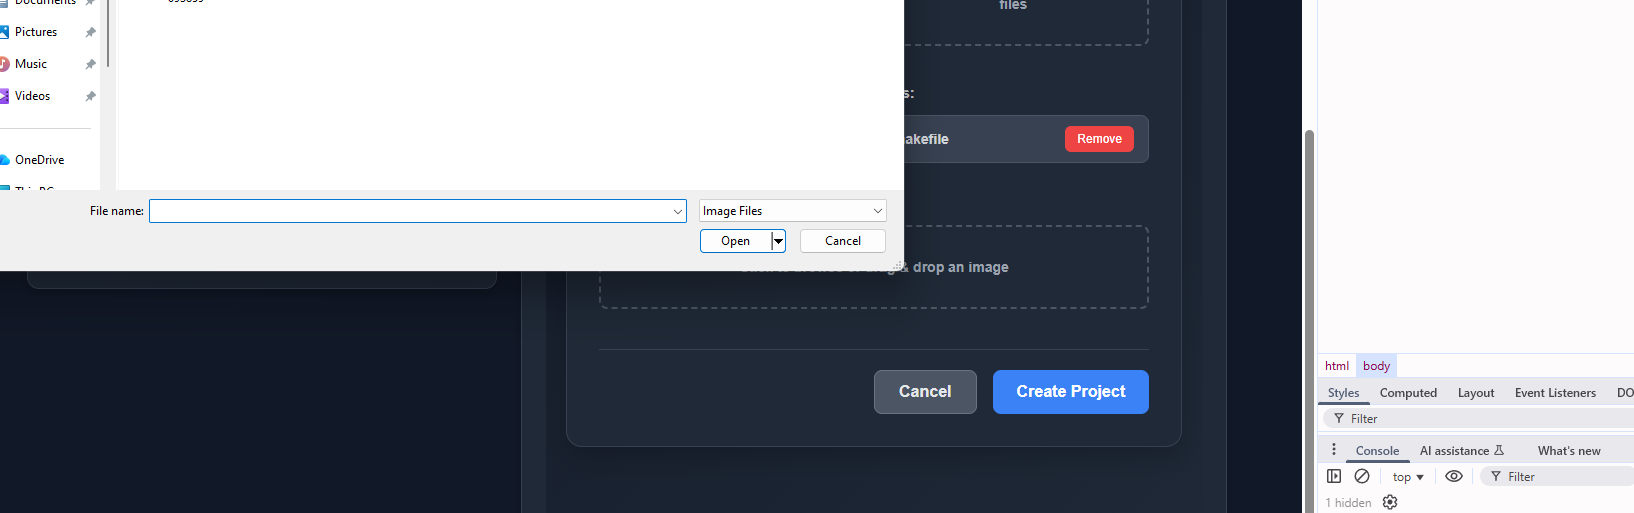 Documents
Pictures
Music
Videos
OneDrive
File name:
Image Files
Open
Cancel
files
s:
akefile
Remove
& drop an image
Cancel
Create Project
html
body
Styles
Computed
Layout
Event Listeners
DO
Filter
Console
AI assistance
What's new
top
Filter
1 hidden